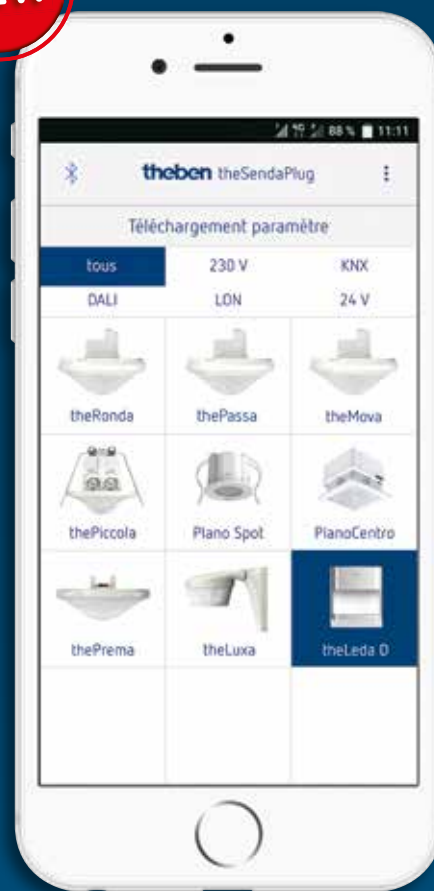 4G 88 % 11:11
theben theSendaPlug
Téléchargement paramètre
tous 230 V KNX
DALI LON 24 V
theRonda thePassa theMova
thePiccola Plano Spot PlanoCentro
thePrema theLuxa theLeda D